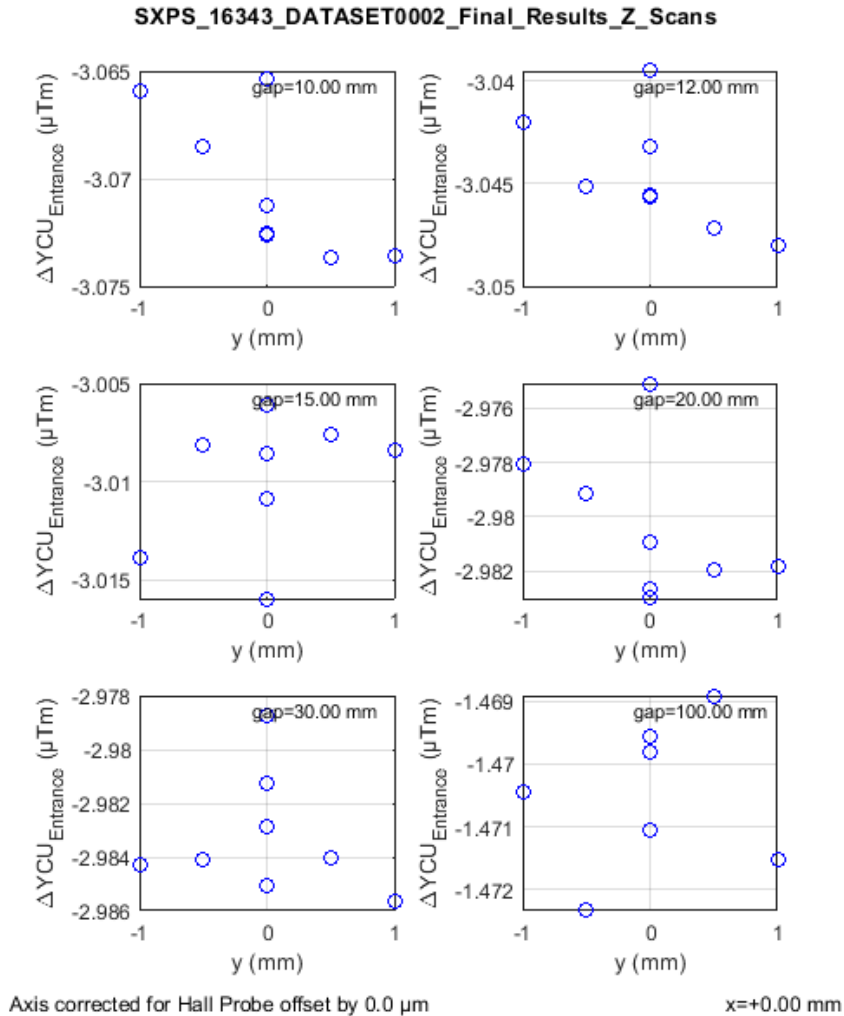 SXPS_16343_DATASET0002_Final_Results_Z_Scans
-3.065
-3.07
-3.075
ΔYCU_Entrance (µTm)
gap=10.00 mm
-1 0 1
y (mm)
-3.04
-3.045
-3.05
ΔYCU_Entrance (µTm)
gap=12.00 mm
-1 0 1
y (mm)
-3.005
-3.01
-3.015
ΔYCU_Entrance (µTm)
gap=15.00 mm
-1 0 1
y (mm)
-2.976
-2.978
-2.98
-2.982
ΔYCU_Entrance (µTm)
gap=20.00 mm
-1 0 1
y (mm)
-2.978
-2.98
-2.982
-2.984
-2.986
ΔYCU_Entrance (µTm)
gap=30.00 mm
-1 0 1
y (mm)
-1.469
-1.47
-1.471
-1.472
ΔYCU_Entrance (µTm)
gap=100.00 mm
-1 0 1
y (mm)
Axis corrected for Hall Probe offset by 0.0 µm
x=+0.00 mm